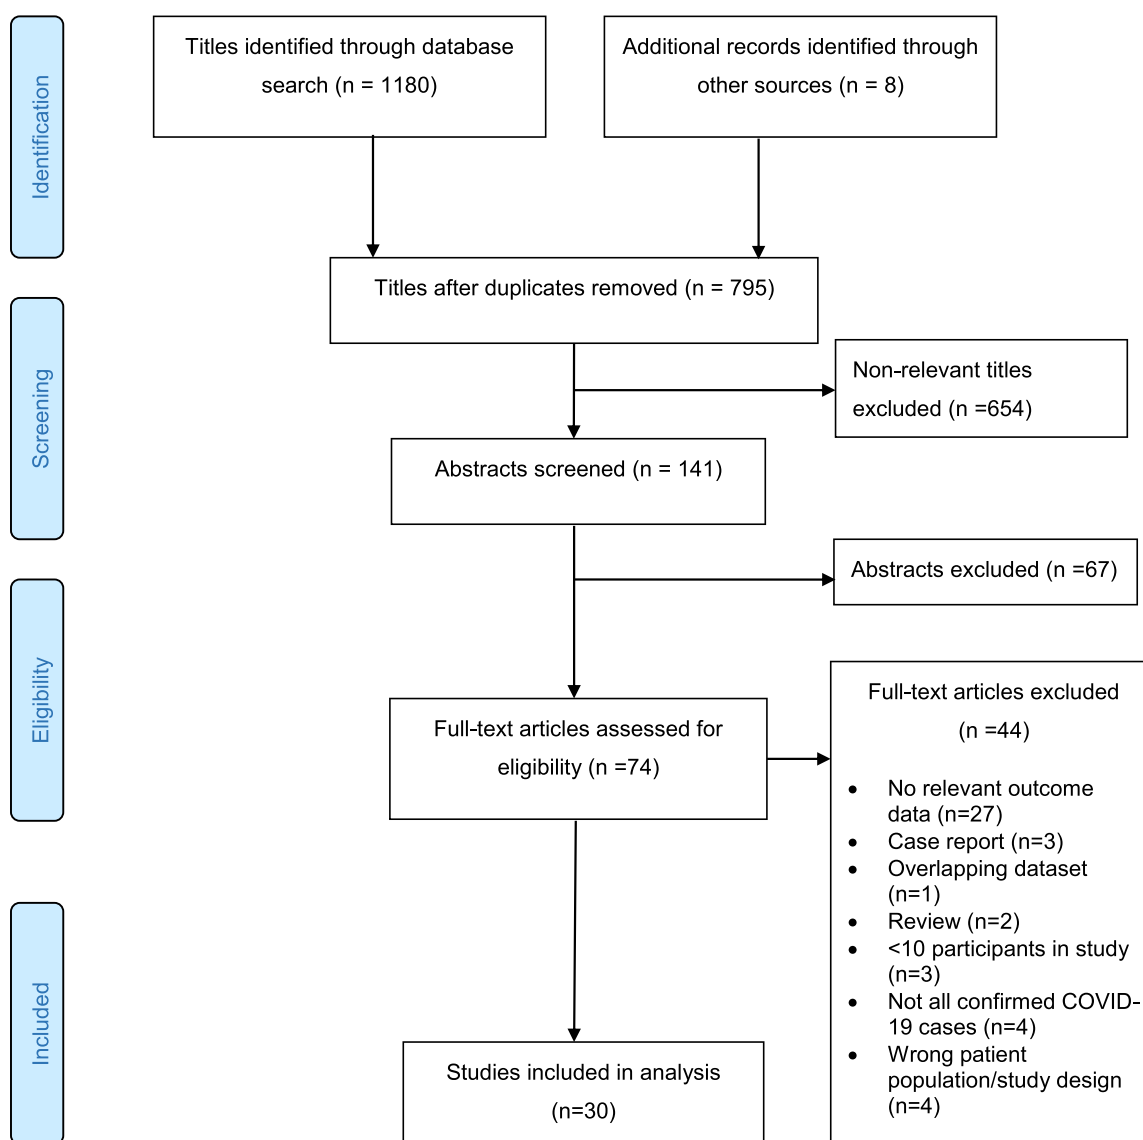 Identification
Titles identified through database
search (n = 1180)
Additional records identified through
other sources (n = 8)
Titles after duplicates removed (n = 795)
Screening
Non-relevant titles
excluded (n =654)
Abstracts screened (n = 141)
Abstracts excluded (n =67)
Eligibility
Full-text articles assessed for
eligibility (n =74)
Full-text articles excluded
(n =44)
• No relevant outcome
data (n=27)
• Case report (n=3)
• Overlapping dataset
(n=1)
• Review (n=2)
• <10 participants in study
(n=3)
• Not all confirmed COVID-
19 cases (n=4)
• Wrong patient
population/study design
(n=4)
Included
Studies included in analysis
(n=30)